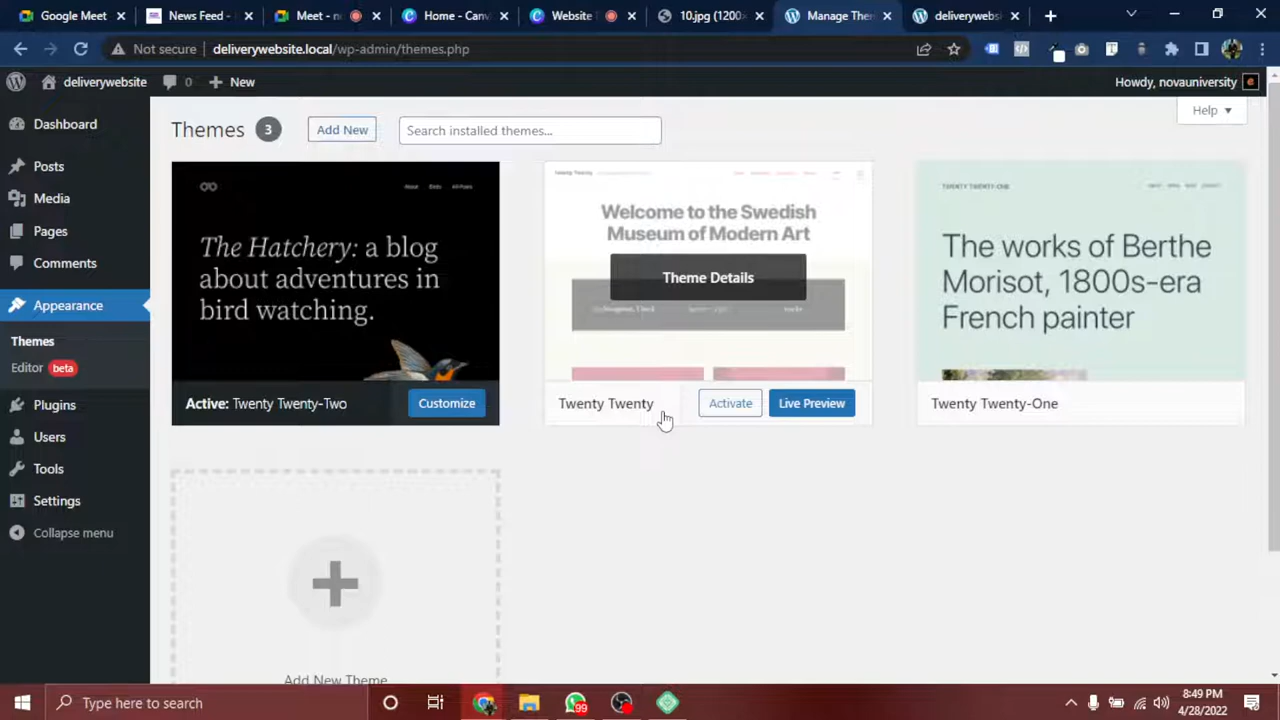 Google Meet
News Feed -
Meet - n
Home - Canv
Website
10.jpg (1200×
Manage Theme
deliverywebs
Not secure deliverywebsite.local/wp-admin/themes.php
deliverywebsite 0 New
Howdy, novauniversity
Dashboard
Posts
Media
Pages
Comments
Appearance
Themes
Editor beta
Plugins
Users
Tools
Settings
Collapse menu
Themes 3 Add New Search installed themes...
Help
The Hatchery: a blog
about adventures in
bird watching.
Active: Twenty Twenty-Two Customize
Welcome to the Swedish
Museum of Modern Art
Theme Details
Twenty Twenty Activate Live Preview
TWENTY TWENTY-ONE
The works of Berthe
Morisot, 1800s-era
French painter
Twenty Twenty-One
Add New Theme
Type here to search
99
8:49 PM
4/28/2022